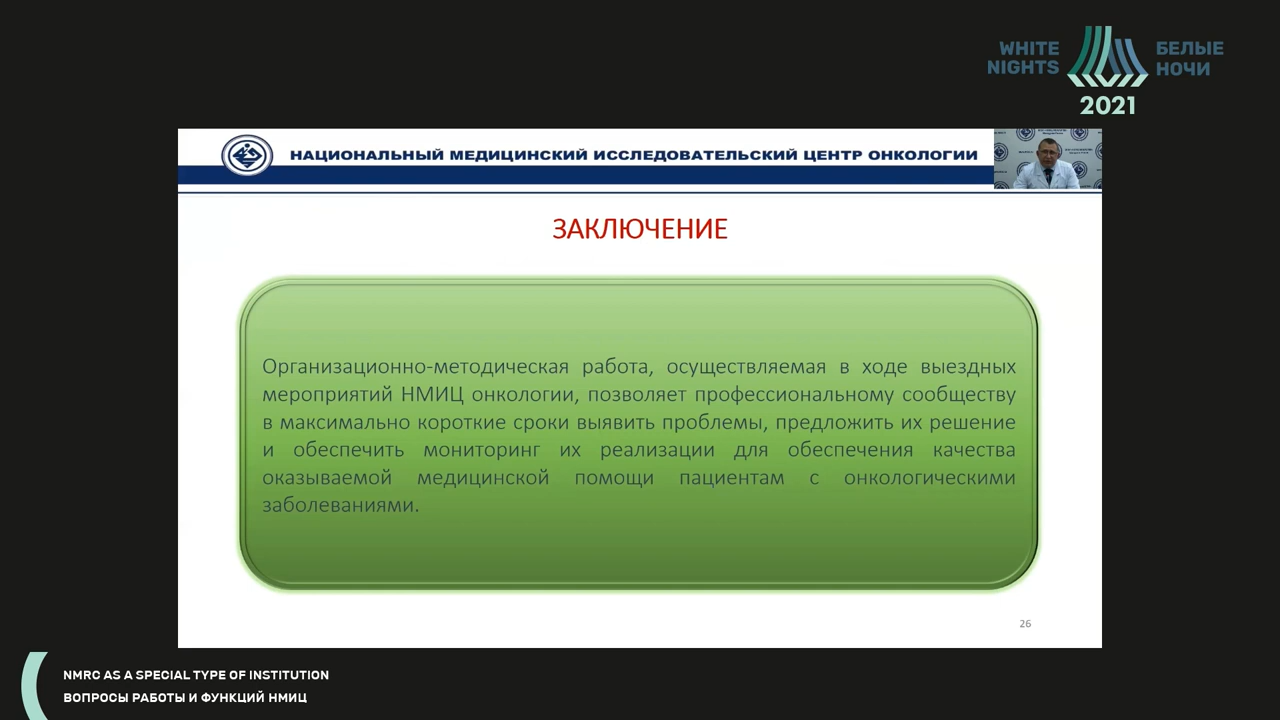 WHITE NIGHTS
БЕЛЫЕ НОЧИ
2021
НАЦИОНАЛЬНЫЙ МЕДИЦИНСКИЙ ИССЛЕДОВАТЕЛЬСКИЙ ЦЕНТР ОНКОЛОГИИ
ЗАКЛЮЧЕНИЕ
Организационно-методическая работа, осуществляемая в ходе выездных
мероприятий НМИЦ онкологии, позволяет профессиональному сообществу
в максимально короткие сроки выявить проблемы, предложить их решение
и обеспечить мониторинг их реализации для обеспечения качества
оказываемой медицинской помощи пациентам с онкологическими
заболеваниями.
26
NMRC AS A SPECIAL TYPE OF INSTITUTION
ВОПРОСЫ РАБОТЫ И ФУНКЦИЙ НМИЦ